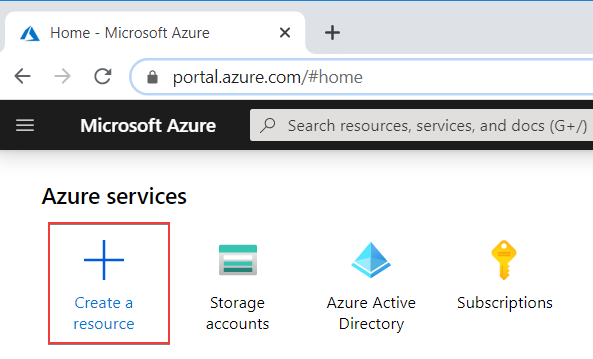 Home - Microsoft Azure
portal.azure.com/#home
Microsoft Azure
Search resources, services, and docs (G+/)
Azure services
Create a
resource
Storage
accounts
Azure Active
Directory
Subscriptions